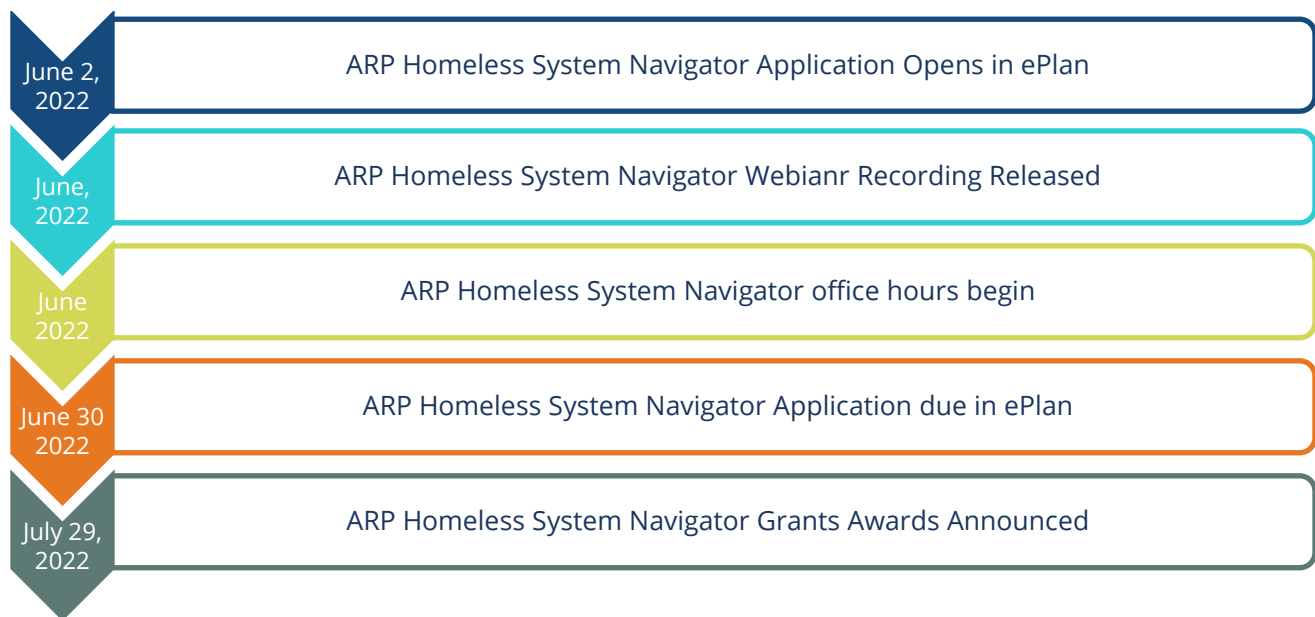 June 2,
2022
ARP Homeless System Navigator Application Opens in ePlan
June,
2022
ARP Homeless System Navigator Webianr Recording Released
June
2022
ARP Homeless System Navigator office hours begin
June 30
2022
ARP Homeless System Navigator Application due in ePlan
July 29,
2022
ARP Homeless System Navigator Grants Awards Announced